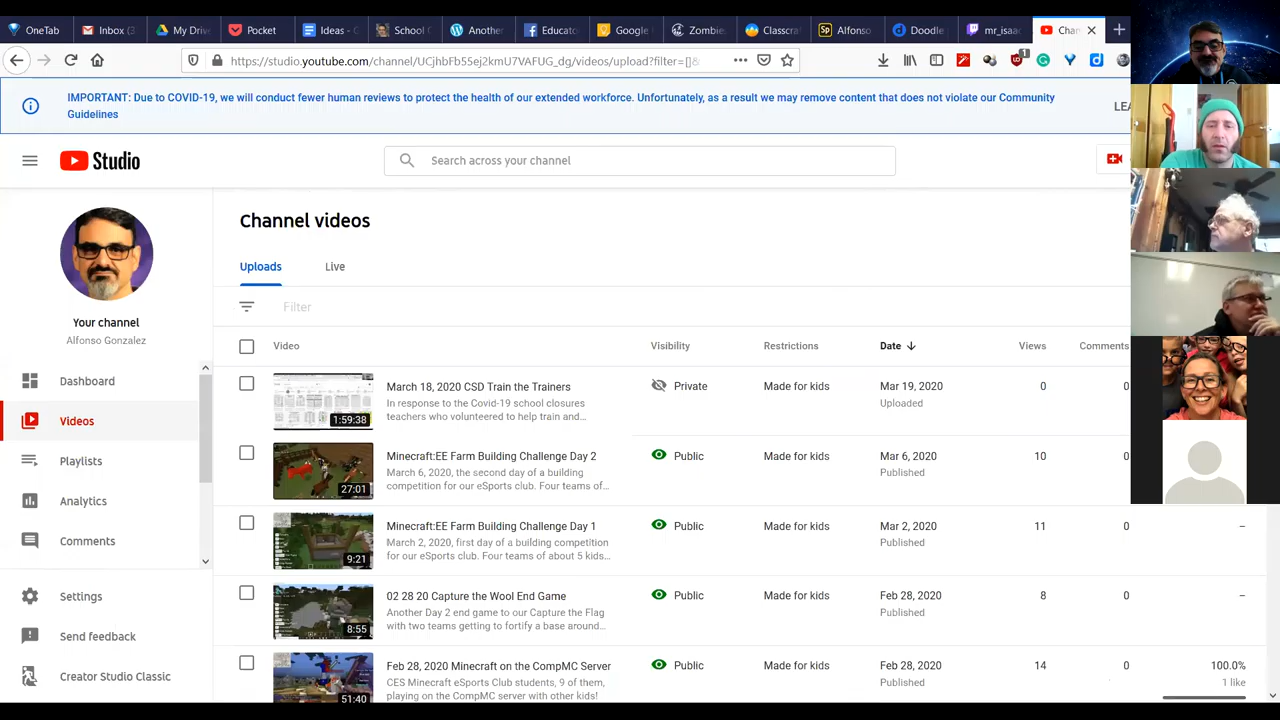 OneTab
Inbox (3
My Driv
Pocket
Ideas -
School
Anothe
Educato
Google
Zombies
Classcra
Alfonso
Doodle
mr_isaac
Chan
https://studio.youtube.com/channel/
/videos/upload?filter=[]&
IMPORTANT: Due to COVID-19, we will conduct fewer human reviews to protect the health of our extended workforce. Unfortunately, as a result we may remove content that does not violate our Community
Guidelines
LEA
Studio
Search across your channel
Your channel
Alfonso Gonzalez
Dashboard
Videos
Playlists
Analytics
Comments
Settings
Send feedback
Creator Studio Classic
Channel videos
Uploads Live
Filter
Video Visibility Restrictions Date Views Comments
March 18, 2020 CSD Train the Trainers Private Made for kids Mar 19, 2020 0 0
In response to the Covid-19 school closures Uploaded
teachers who volunteered to help train and...
1:59:38
Minecraft:EE Farm Building Challenge Day 2 Public Made for kids Mar 6, 2020 10 0
March 6, 2020, the second day of a building Published
competition for our eSports club. Four teams of...
27:01
Minecraft:EE Farm Building Challenge Day 1 Public Made for kids Mar 2, 2020 11 0 –
March 2, 2020, first day of a building competition Published
for our eSports club. Four teams of about 5 kids...
9:21
02 28 20 Capture the Wool End Game Public Made for kids Feb 28, 2020 8 0 –
Another Day 2 end game to our Capture the Flag Published
with two teams getting to fortify a base around...
8:55
Feb 28, 2020 Minecraft on the CompMC Server Public Made for kids Feb 28, 2020 14 0 100.0%
CES Minecraft eSports Club students, 9 of them, Published 1 like
playing on the CompMC server with other kids!
51:40